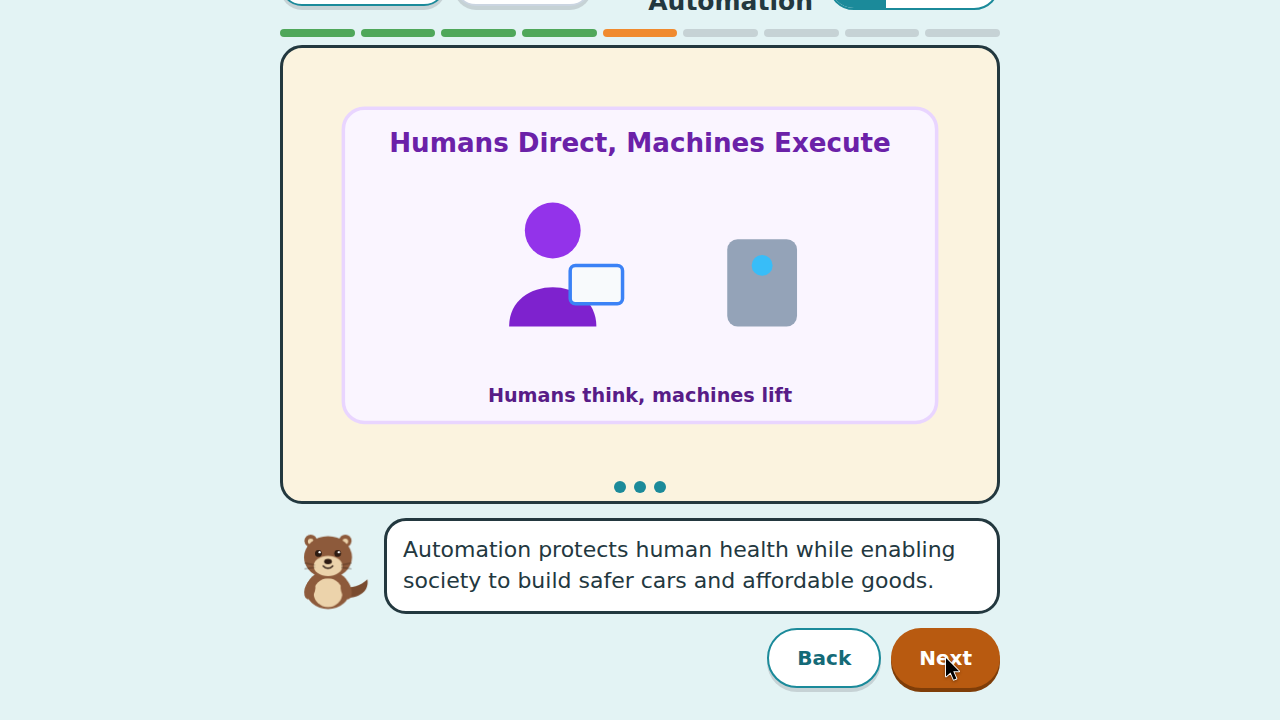 Automation
Humans Direct, Machines Execute
Humans think, machines lift
Automation protects human health while enabling
society to build safer cars and affordable goods.
Back
Next